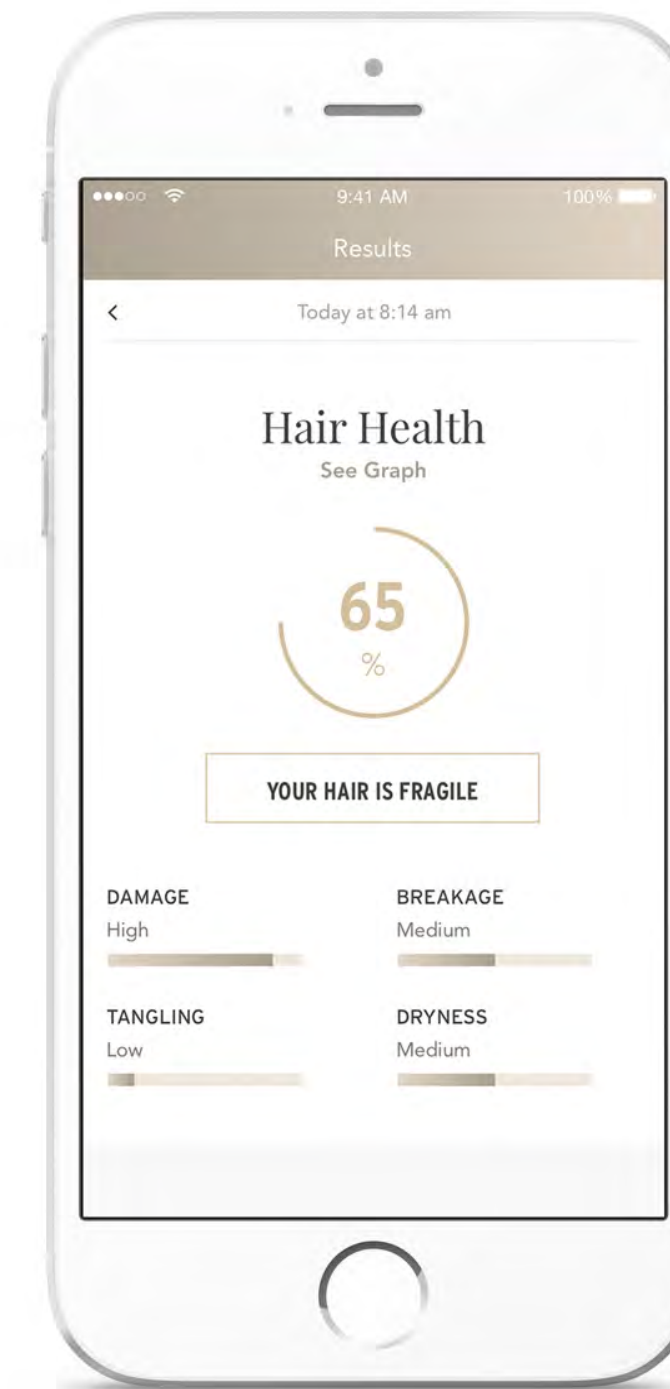 9:41 AM 100%
Results
Today at 8:14 am
Hair Health
See Graph
65
%
YOUR HAIR IS FRAGILE
DAMAGE
High
BREAKAGE
Medium
TANGLING
Low
DRYNESS
Medium